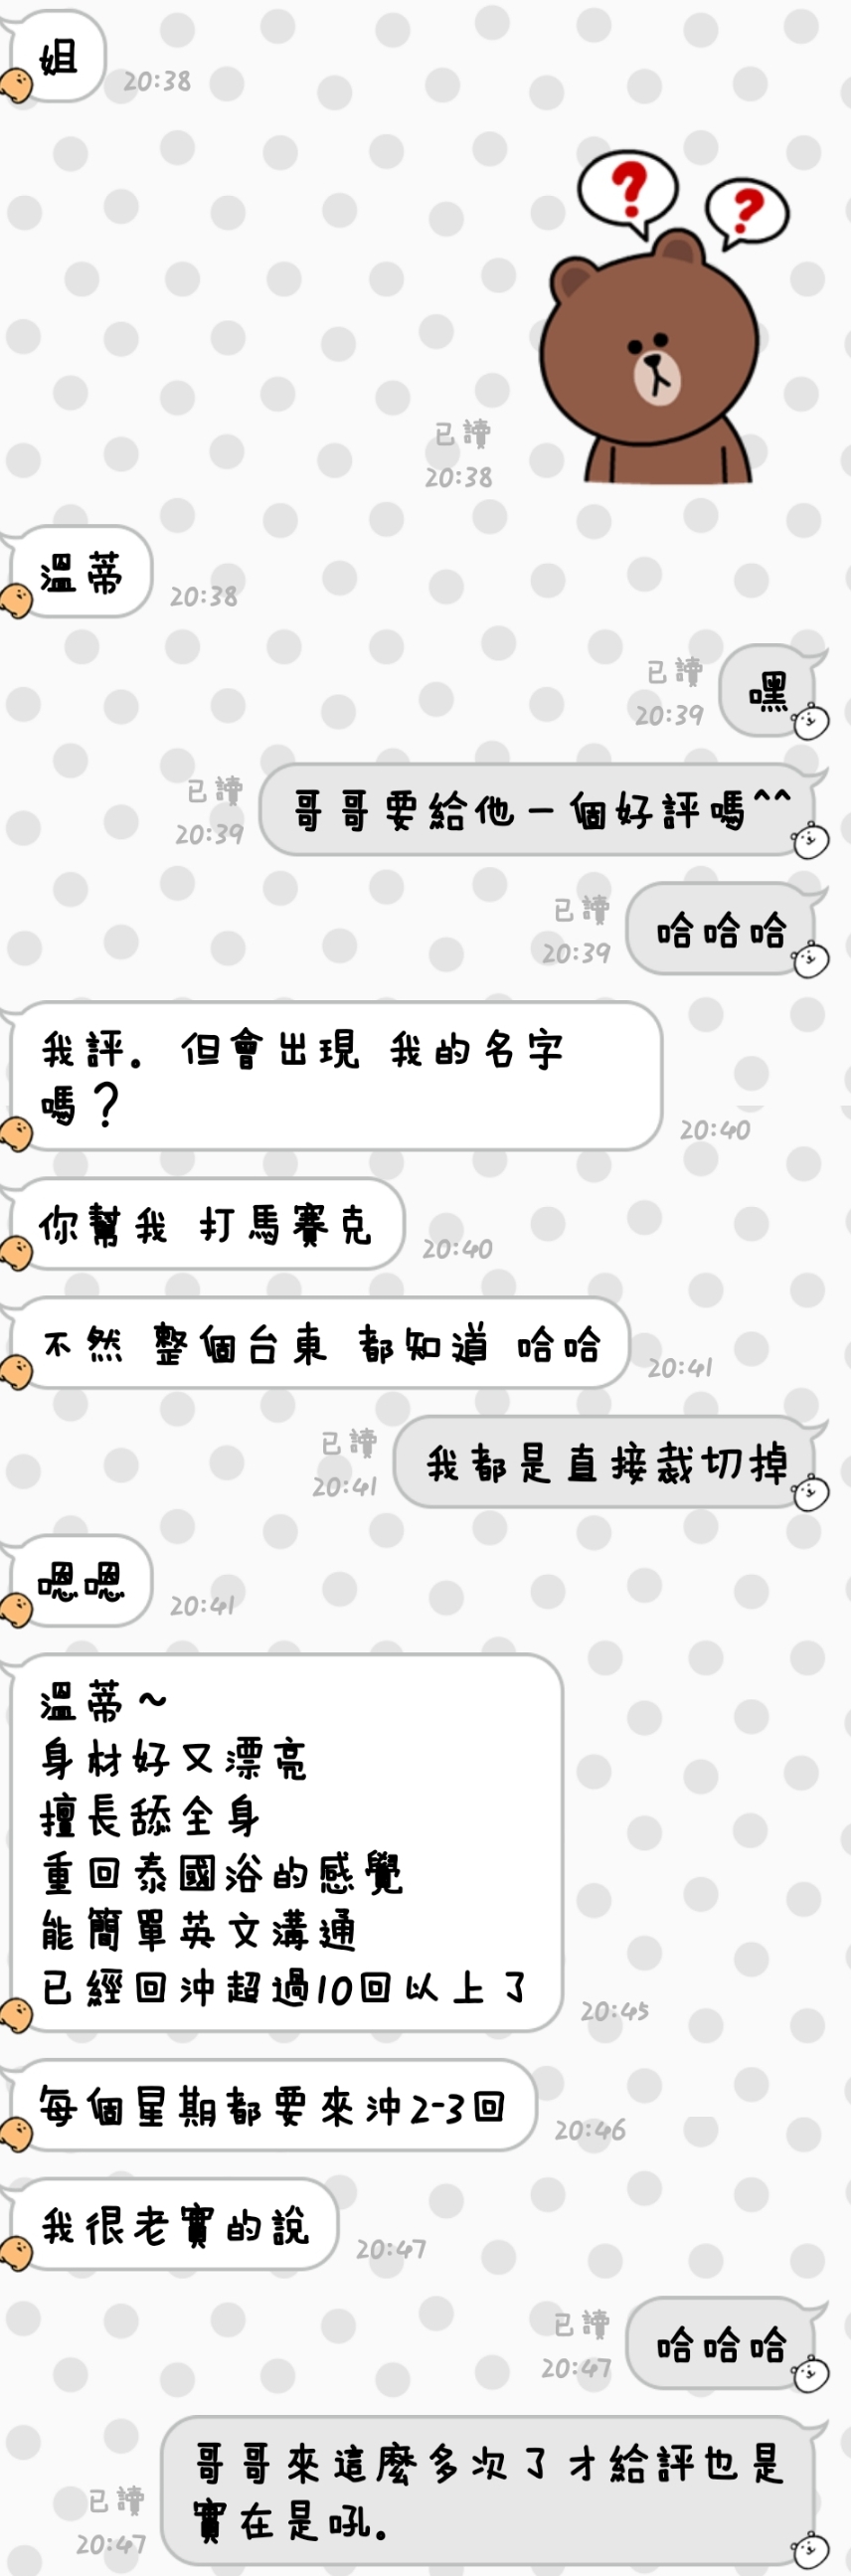 姐
20:38
? ?
已讀
20:38
溫蒂
20:38
已讀
20:39
嘿
已讀
20:39
哥哥要給他一個好評嗎^^
已讀
20:39
哈哈哈
我評。 但會出現 我的名字
嗎？
20:40
你幫我 打馬賽克
20:40
不然 整個台東 都知道 哈哈
20:41
已讀
20:41
我都是直接裁切掉
嗯嗯
20:41
溫蒂～
身材好又漂亮
擅長舔全身
重回泰國浴的感覺
能簡單英文溝通
已經回沖超過10回以上了
20:45
每個星期都要來沖2-3回
20:46
我很老實的說
20:47
已讀
20:47
哈哈哈
哥哥來這麼多次了才給評也是
實在是吼。
已讀
20:47